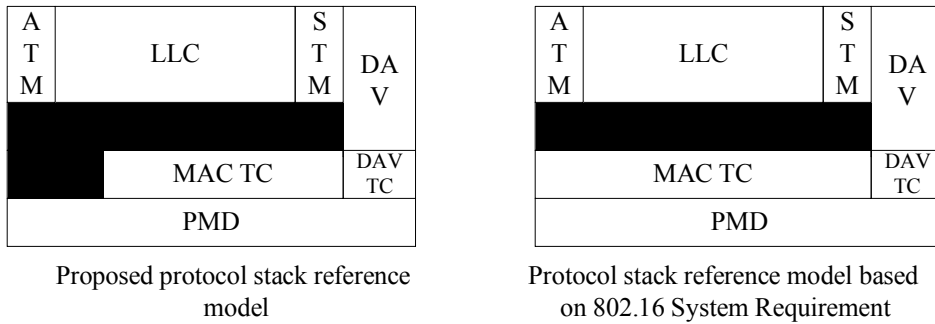 A
T
M
LLC
S
T
M
DA
V
MAC TC
DAV
TC
PMD
Proposed protocol stack reference
model
A
T
M
LLC
S
T
M
DA
V
MAC TC
DAV
TC
PMD
Protocol stack reference model based
on 802.16 System Requirement